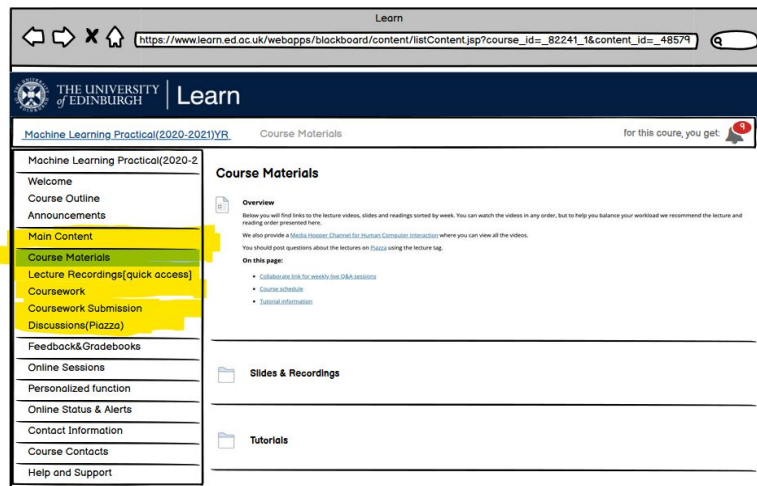 Learn
https://www.learn.ed.ac.uk/webapps/blackboard/content/listContent.jsp?course_id=_82241_1&content_id=_48579
THE UNIVERSITY
of EDINBURGH
Learn
Machine Learning Practical(2020-2021)YR
Course Materials
for this coure, you get:
9
Machine Learning Practical(2020-2
Welcome
Course Outline
Announcements
Main Content
Course Materials
Lecture Recordings[quick access]
Coursework
Coursework Submission
Discussions(Piazza)
Feedback&Gradebooks
Online Sessions
Personalized function
Online Status & Alerts
Contact Information
Course Contacts
Help and Support
Course Materials
Overview
Below you will find links to the lecture videos, slides and readings sorted by week. You can watch the videos in any order, but to help you balance your workload we recommend the lecture and
reading order presented here.
We also provide a Media Hopper Channel for Human Computer Interaction where you can view all the videos.
You should post questions about the lectures on Piazza using the lecture tag.
On this page:
Collaborate link for weekly live Q&A sessions
Course schedule
Tutorial information
Slides & Recordings
Tutorials